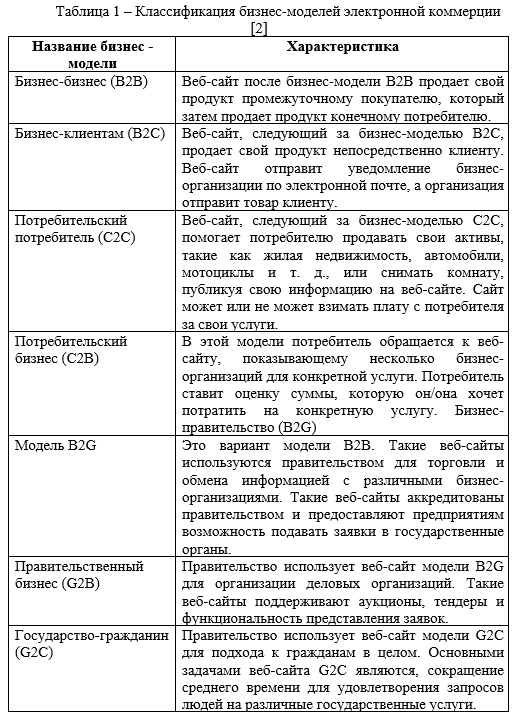 Таблица 1 – Классификация бизнес-моделей электронной коммерции
[2]
Название бизнес -
модели
Характеристика
Бизнес-бизнес (B2B)
Веб-сайт после бизнес-модели B2B продает свой
продукт промежуточному покупателю, который
затем продает продукт конечному потребителю.
Бизнес-клиентам (B2C)
Веб-сайт, следующий за бизнес-моделью B2C,
продает свой продукт непосредственно клиенту.
Веб-сайт отправит уведомление бизнес-
организации по электронной почте, а организация
отправит товар клиенту.
Потребительский
потребитель (C2C)
Веб-сайт, следующий за бизнес-моделью C2C,
помогает потребителю продавать свои активы,
такие как жилая недвижимость, автомобили,
мотоциклы и т. д., или снимать комнату,
публикуя свою информацию на веб-сайте. Сайт
может или не может взимать плату с потребителя
за свои услуги.
Потребительский
бизнес (C2B)
В этой модели потребитель обращается к веб-
сайту, показывающему несколько бизнес-
организаций для конкретной услуги. Потребитель
ставит оценку суммы, которую он/она хочет
потратить на конкретную услугу. Бизнес-
правительство (B2G)
Модель B2G
Это вариант модели B2B. Такие веб-сайты
используются правительством для торговли и
обмена информацией с различными бизнес-
организациями. Такие веб-сайты аккредитованы
правительством и предоставляют предприятиям
возможность подавать заявки в государственные
органы.
Правительственный
бизнес (G2B)
Правительство использует веб-сайт модели B2G
для организации деловых организаций. Такие
веб-сайты поддерживают аукционы, тендеры и
функциональность представления заявок.
Государство-гражданин
(G2C)
Правительство использует веб-сайт модели G2C
для подхода к гражданам в целом. Основными
задачами веб-сайта G2C являются, сокращение
среднего времени для удовлетворения запросов
людей на различные государственные услуги.